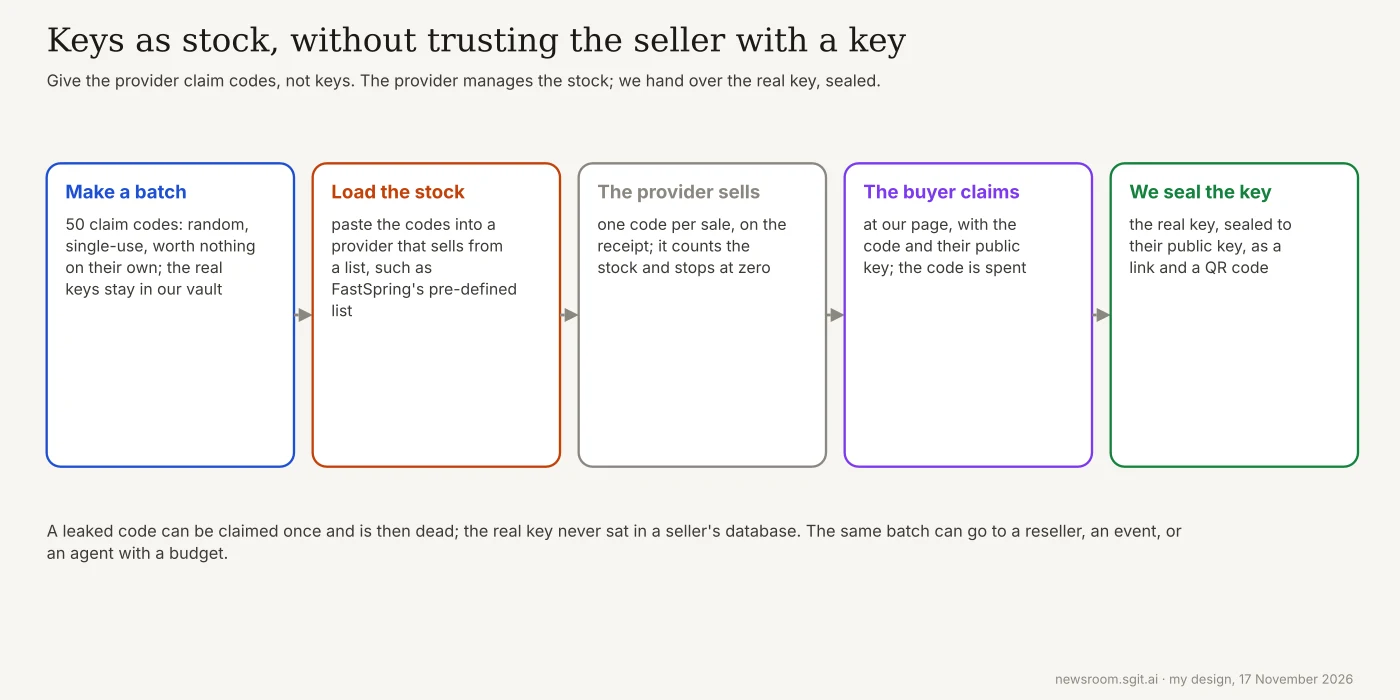 Keys as stock, without trusting the seller with a key
Give the provider claim codes, not keys. The provider manages the stock; we hand over the real key, sealed.
Make a batch
50 claim codes: random,
single-use, worth nothing
on their own; the real
keys stay in our vault
Load the stock
paste the codes into a
provider that sells from
a list, such as
FastSpring's pre-defined
list
The provider sells
one code per sale, on the
receipt; it counts the
stock and stops at zero
The buyer claims
at our page, with the
code and their public
key; the code is spent
We seal the key
the real key, sealed to
their public key, as a
link and a QR code
A leaked code can be claimed once and is then dead; the real key never sat in a seller's database. The same batch can go to a reseller, an event, or
an agent with a budget.
newsroom.sgit.ai · my design, 17 November 2026